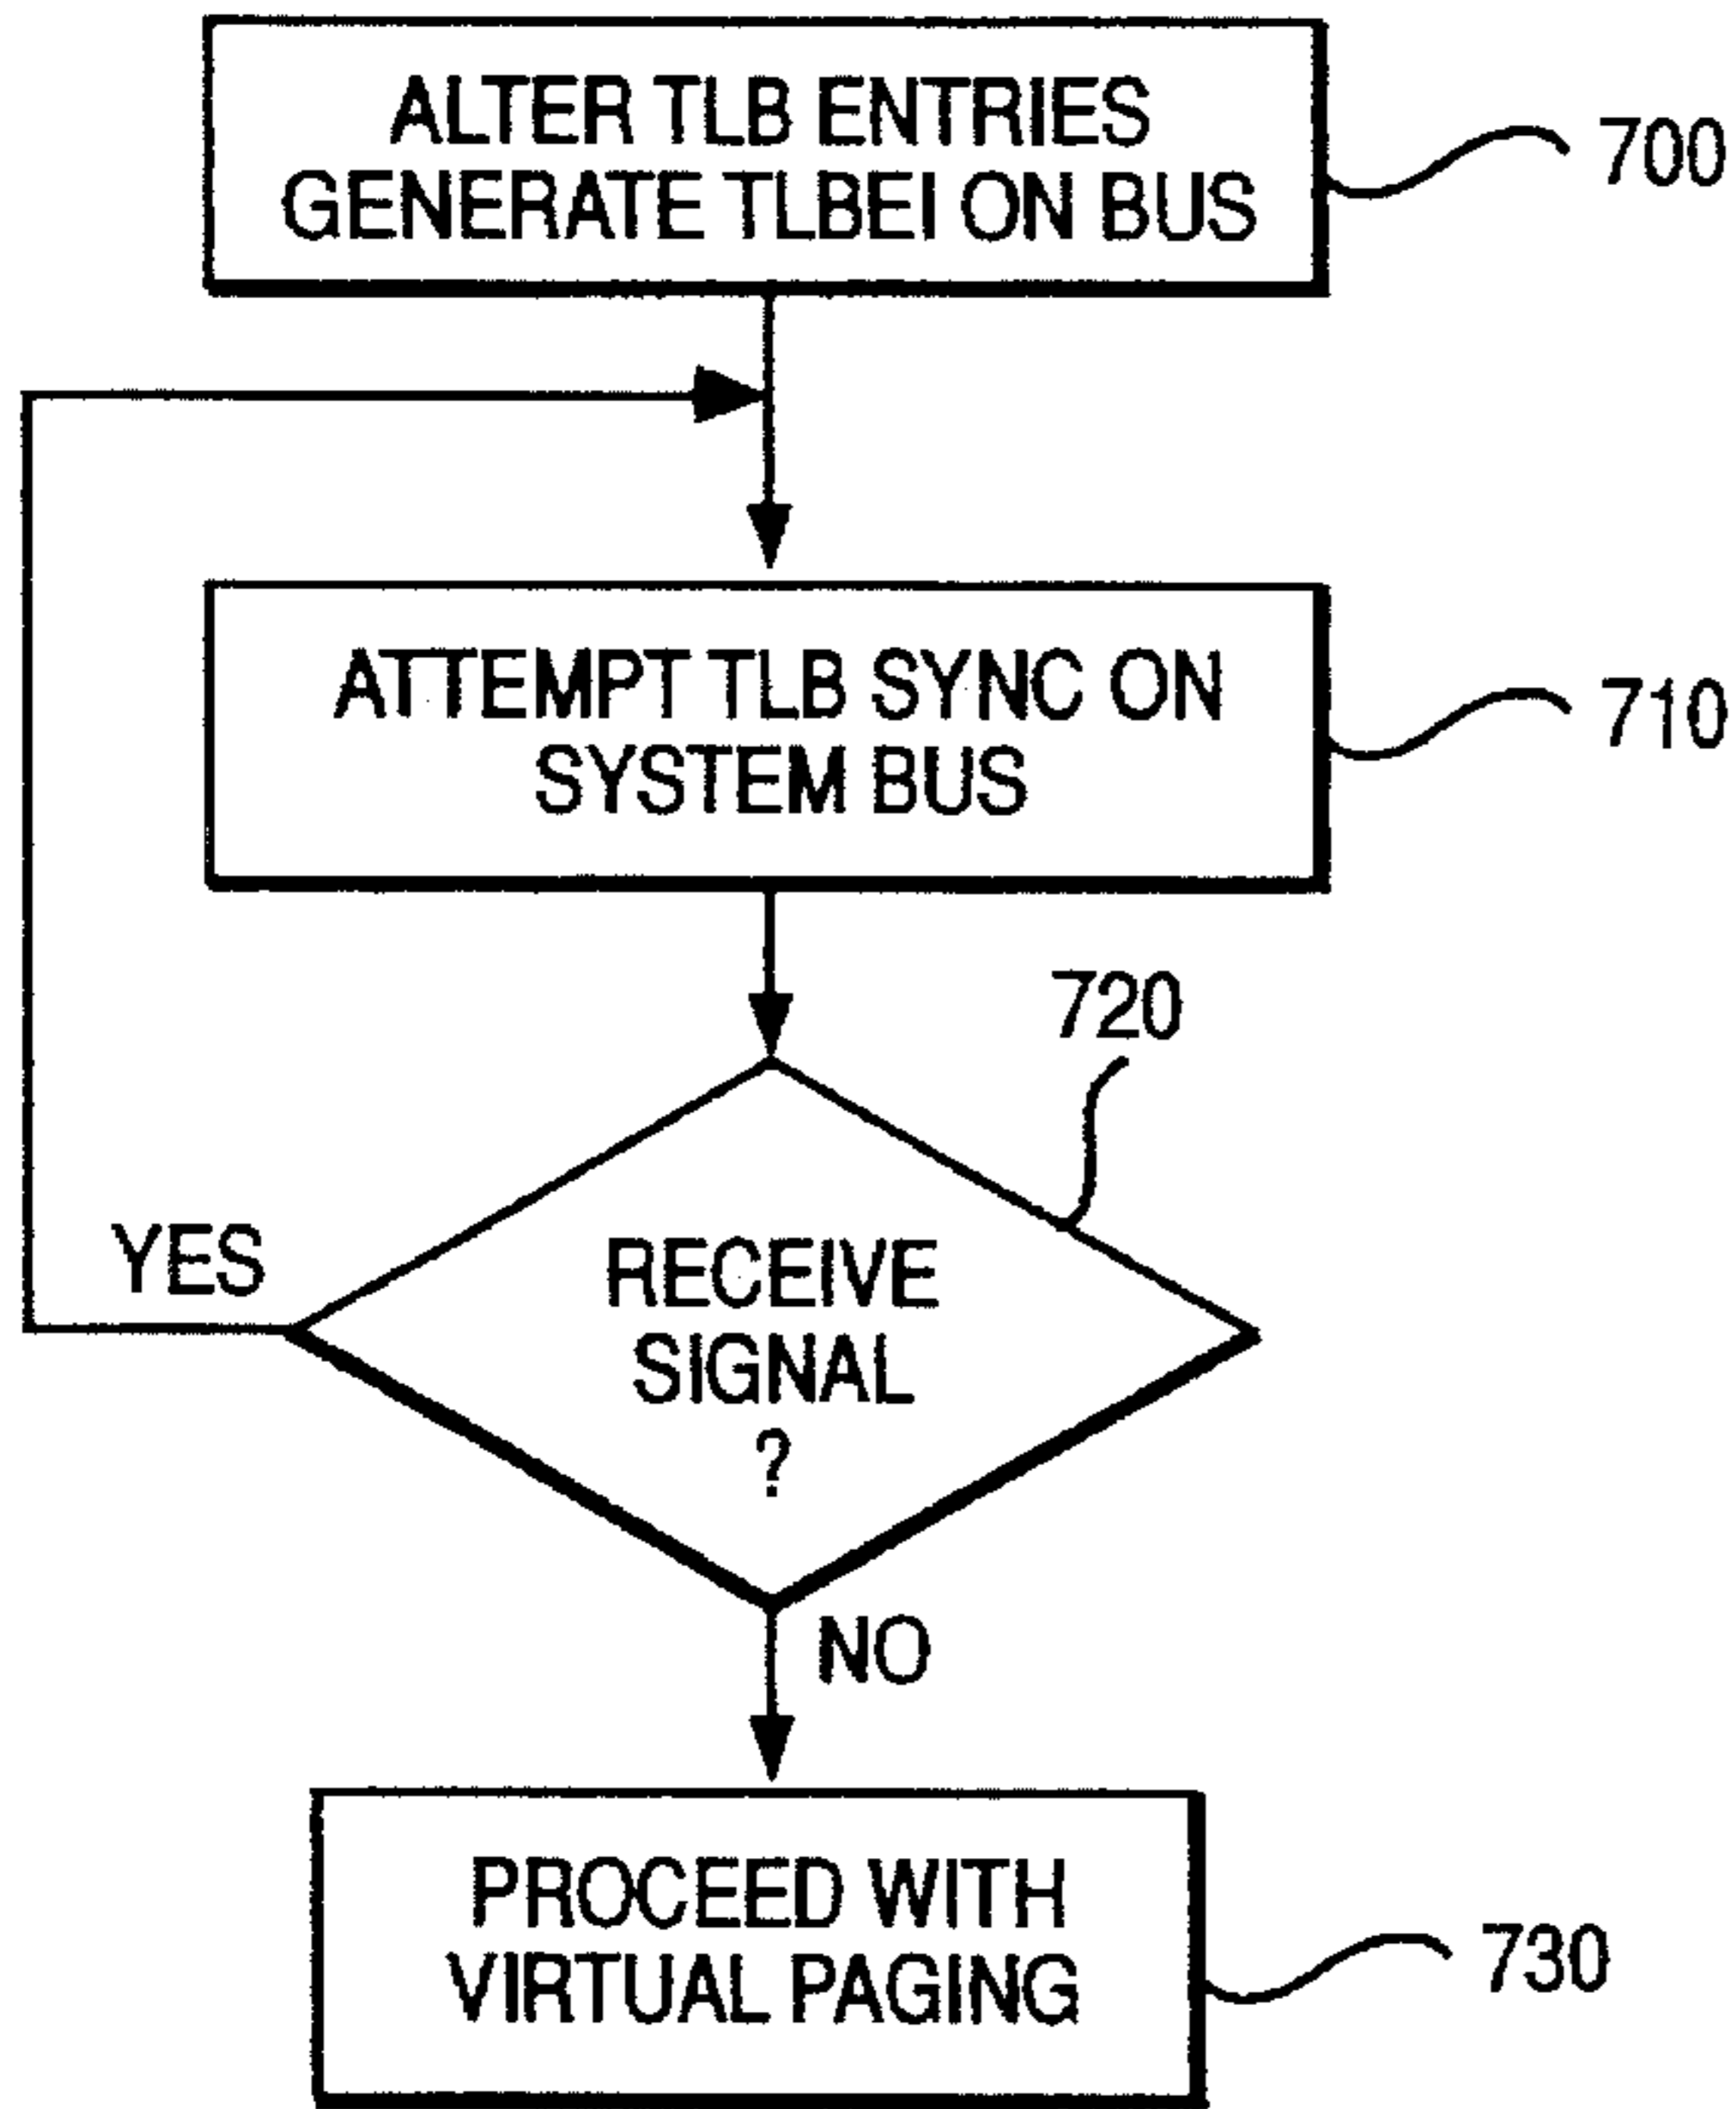 ALTER TLB ENTRIES
GENERATE TLBEI ON BUS
700
ATTEMPT TLB SYNC ON
SYSTEM BUS
710
720
YES
RECEIVE
SIGNAL
?
NO
PROCEED WITH
VIRTUAL PAGING
730